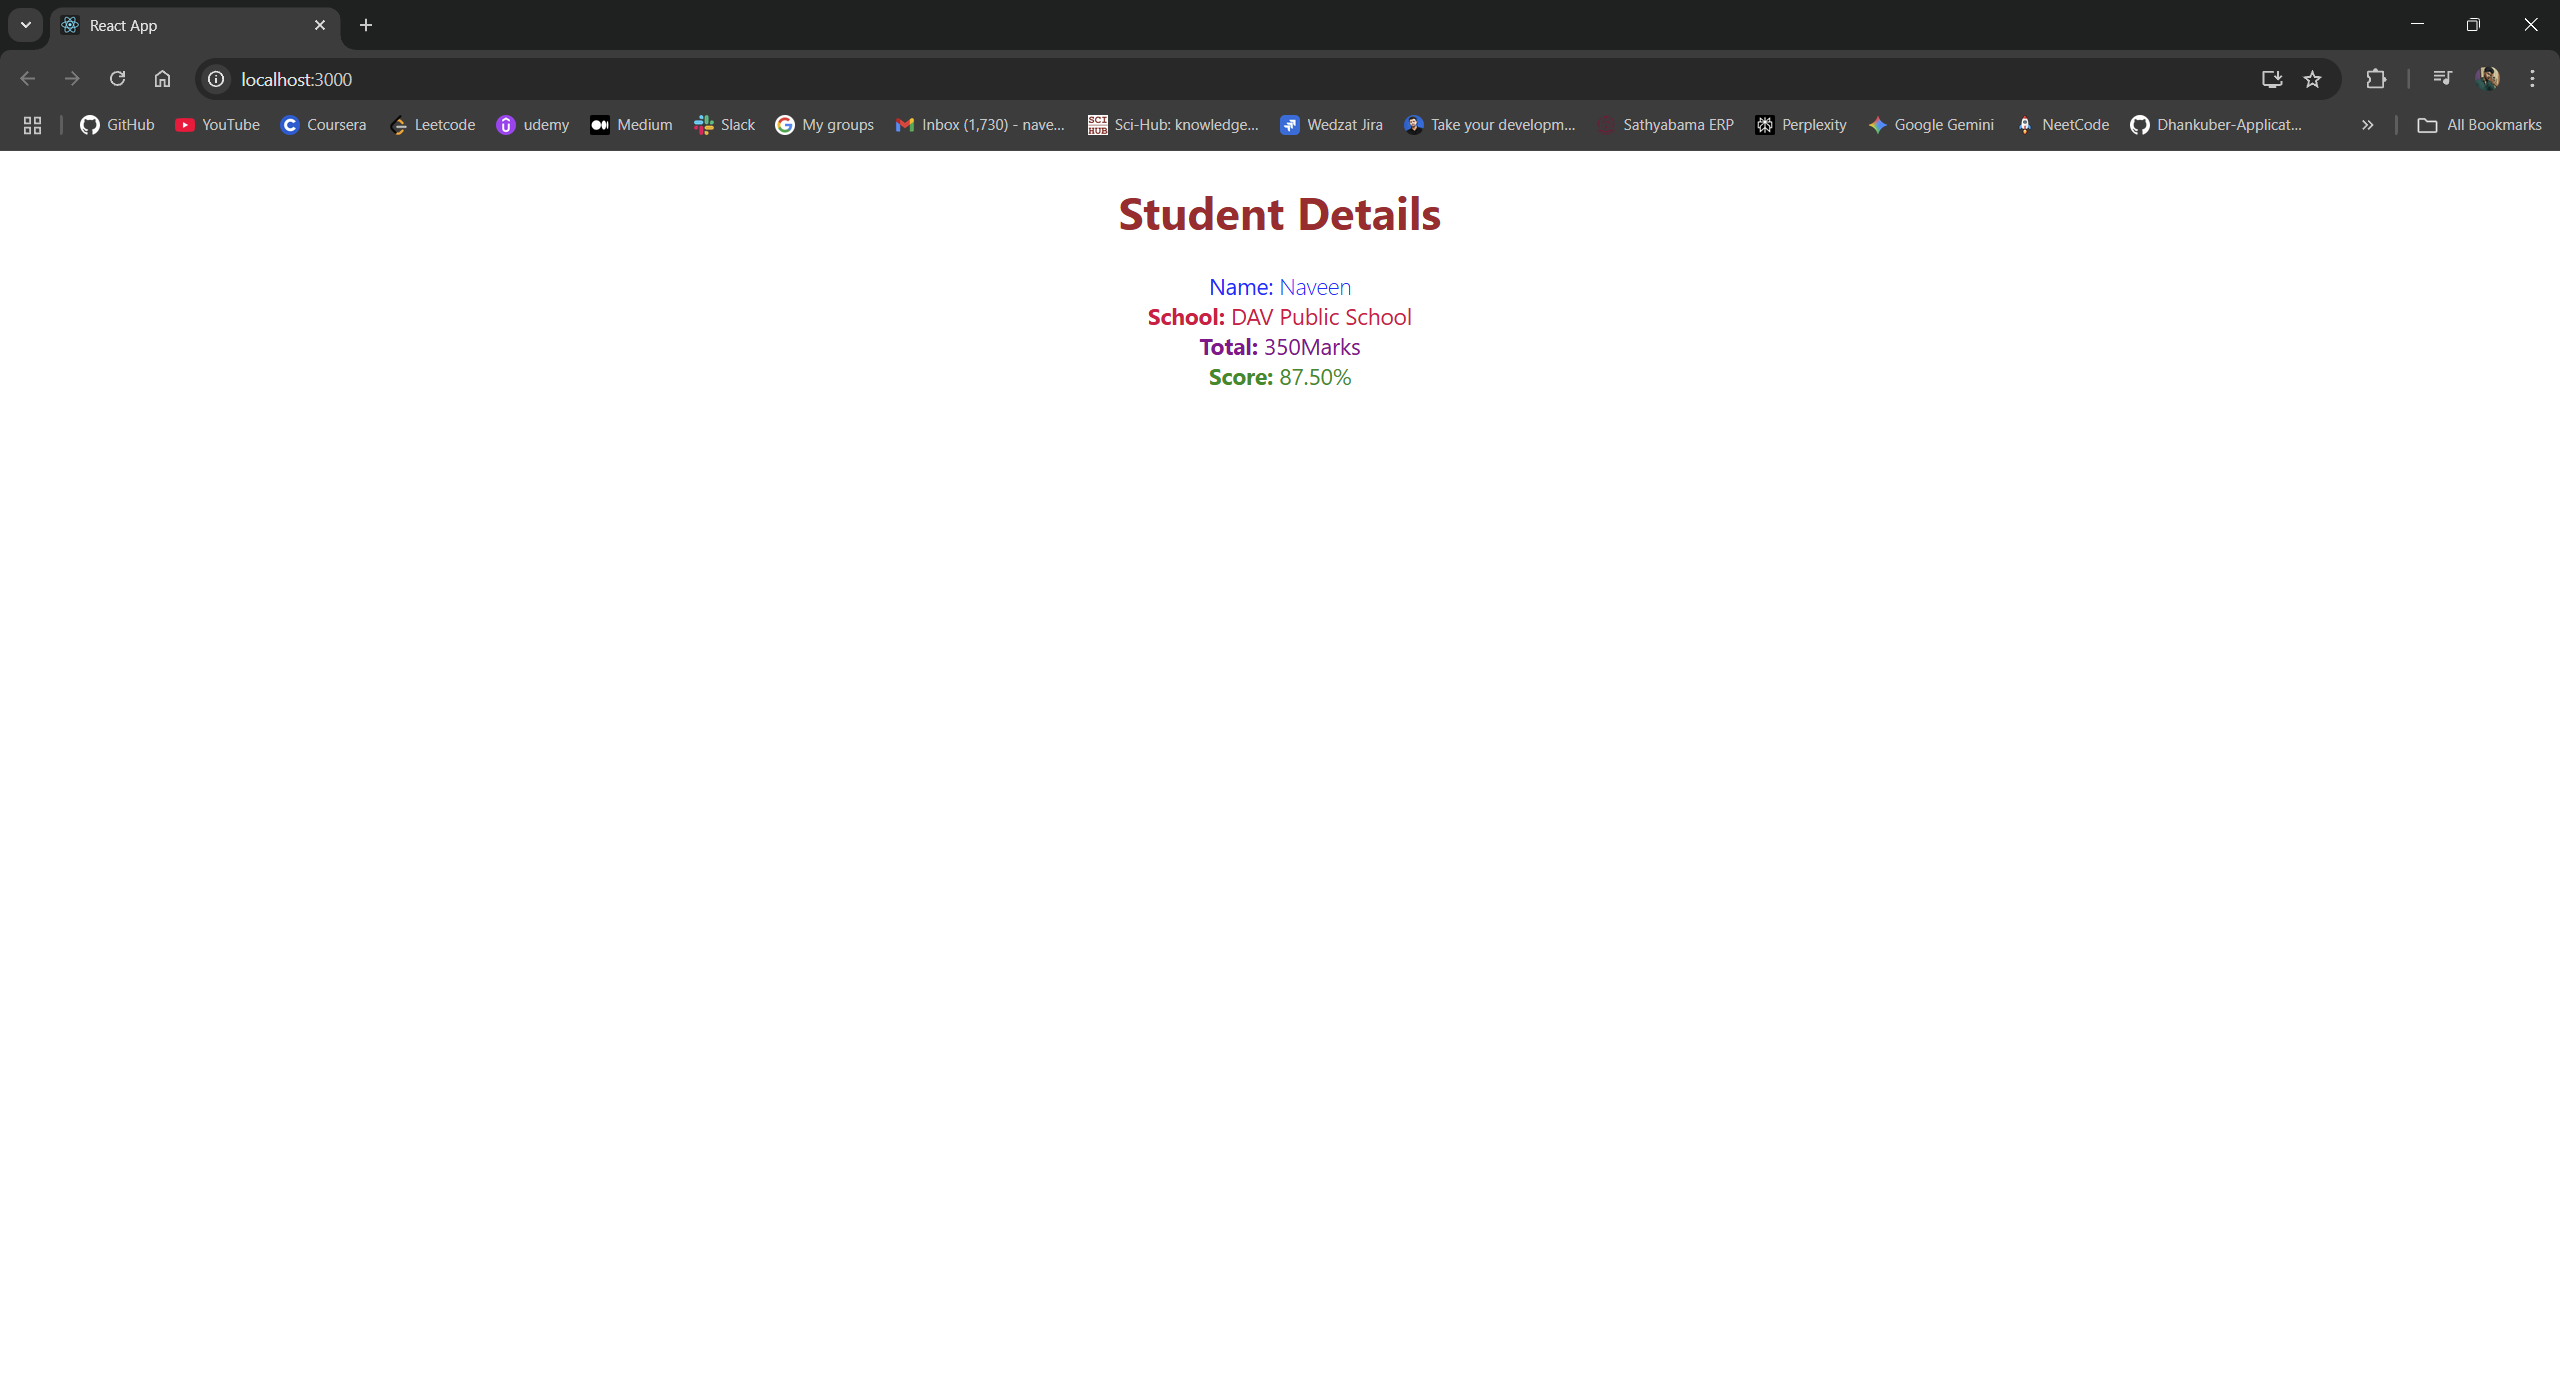 React App
localhost:3000
GitHub YouTube Coursera Leetcode udemy Medium Slack My groups Inbox (1,730) - nave... Sci-Hub: knowledge... Wedzat Jira Take your developm... Sathyabama ERP Perplexity Google Gemini NeetCode Dhankuber-Applicat... All Bookmarks
Student Details
Name: Naveen
School: DAV Public School
Total: 350Marks
Score: 87.50%